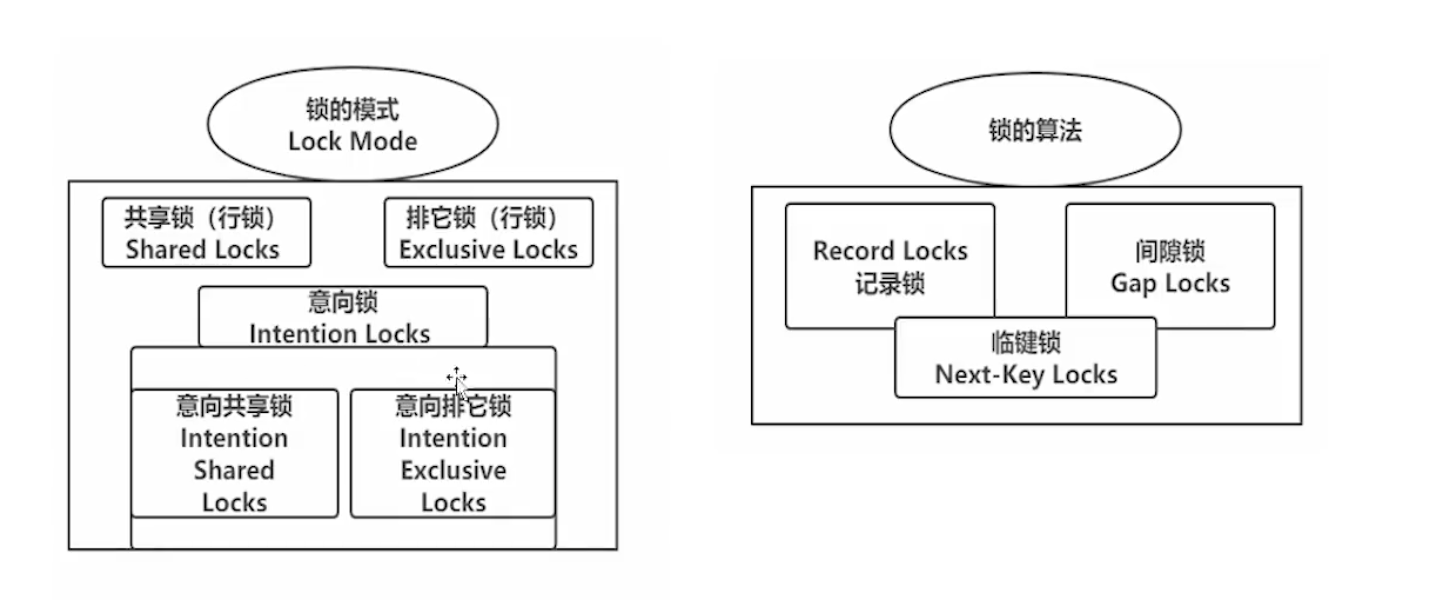 锁的模式
Lock Mode
共享锁（行锁）
Shared Locks
排它锁（行锁）
Exclusive Locks
意向锁
Intention Locks
意向共享锁
Intention
Shared
Locks
意向排它锁
Intention
Exclusive
Locks
锁的算法
Record Locks
记录锁
间隙锁
Gap Locks
临键锁
Next-Key Locks